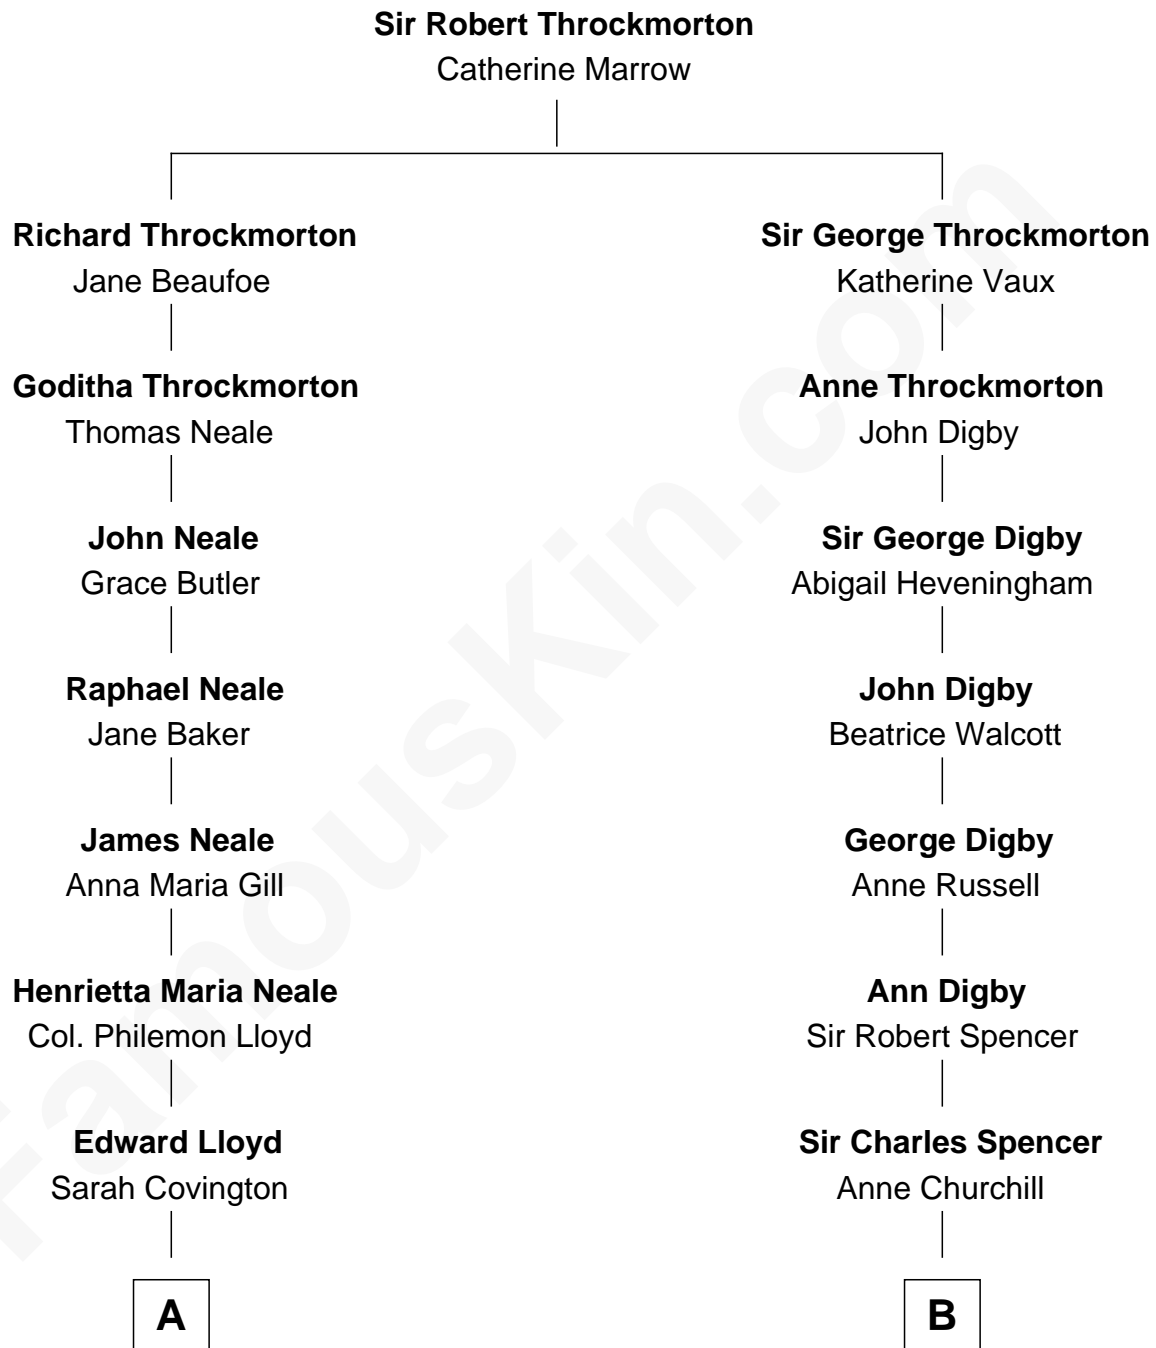 Sir Robert Throckmorton
Catherine Marrow
Richard Throckmorton
Jane Beaufoe
Sir George Throckmorton
Katherine Vaux
Goditha Throckmorton
Thomas Neale
Anne Throckmorton
John Digby
John Neale
Grace Butler
Sir George Digby
Abigail Heveningham
Raphael Neale
Jane Baker
John Digby
Beatrice Walcott
James Neale
Anna Maria Gill
George Digby
Anne Russell
Henrietta Maria Neale
Col. Philemon Lloyd
Ann Digby
Sir Robert Spencer
Edward Lloyd
Sarah Covington
Sir Charles Spencer
Anne Churchill
A
B
FamousKin.com